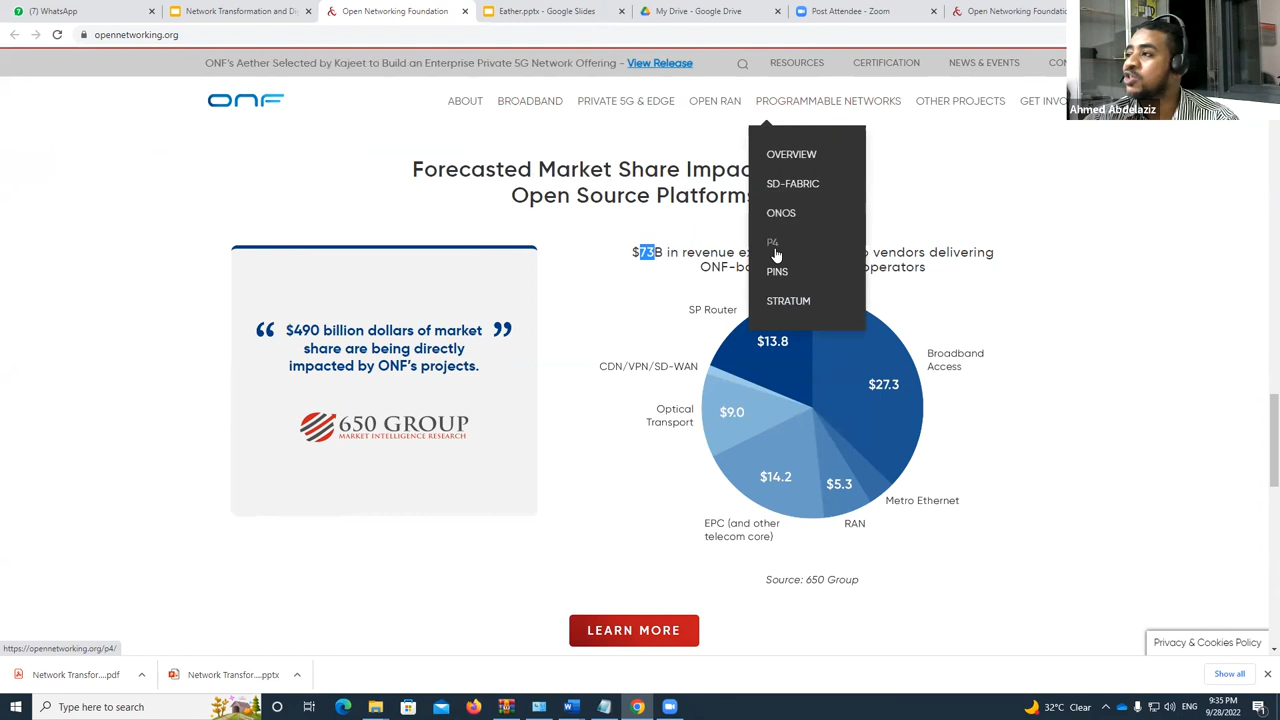 (7) WhatsApp
Network Transformation and Di
Open Networking Foundation
Eather.pptx - Google Slides
My Drive - Google Drive
Post Attendee - Zoom
Open Networking Foundatio
opennetworking.org
ONF's Aether Selected by Kajeet to Build an Enterprise Private 5G Network Offering - View Release
RESOURCES
CERTIFICATION
NEWS & EVENTS
CON
ONF
ABOUT
BROADBAND
PRIVATE 5G & EDGE
OPEN RAN
PROGRAMMABLE NETWORKS
OTHER PROJECTS
GET INVO
Ahmed Abdelaziz
OVERVIEW
SD-FABRIC
ONOS
P4
PINS
STRATUM
Forecasted Market Share Impac
Open Source Platforms
$73B in revenue ex
o vendors delivering
ONF-ba
operators
“ $490 billion dollars of market ”
share are being directly
impacted by ONF's projects.
650 GROUP
MARKET INTELLIGENCE RESEARCH
SP Router
$13.8
Broadband
Access
$27.3
CDN/VPN/SD-WAN
Optical
Transport
$9.0
$14.2
$5.3
Metro Ethernet
EPC (and other
telecom core)
RAN
Source: 650 Group
LEARN MORE
Privacy & Cookies Policy
https://opennetworking.org/p4/
Network Transfor....pdf
Network Transfor....pptx
Show all
Type here to search
32°C Clear
ENG
9:35 PM
9/28/2022